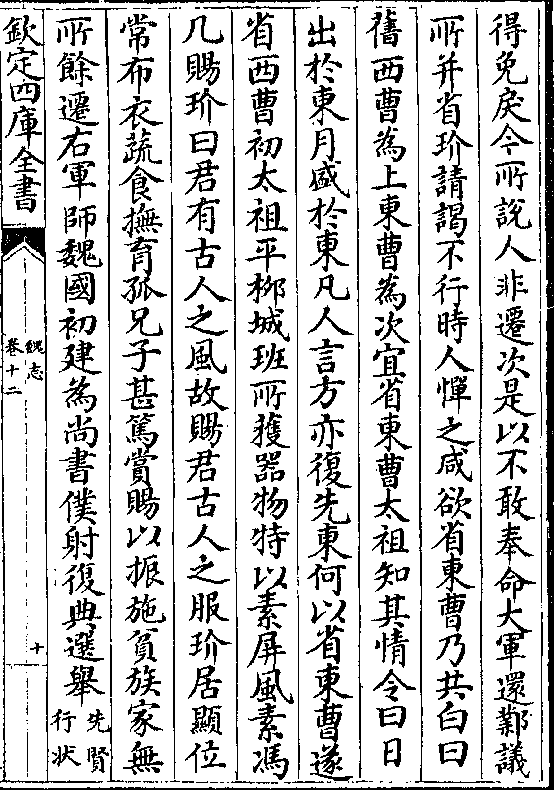 得免戾今所說人非遷次是以不敢奉命大軍還鄴議
所并省玠請謁不行時人憚之咸欲省東曹乃共白曰
舊西曹為上東曹為次宜省東曹太祖知其情令曰日
出於東月盛於東凡人言方亦復先東何以省東曹遂
省西曹初太祖平栁城班所獲器物特以素屏風素馮
几賜玠曰君有古人之風故賜君古人之服玠居顯位
常布衣蔬食撫育孤兄子甚篤賞賜以振施貧族家無
所餘遷右軍師魏國初建為尚書僕射復典選舉先賢
行狀
欽定四庫全書
魏志
卷十二
十